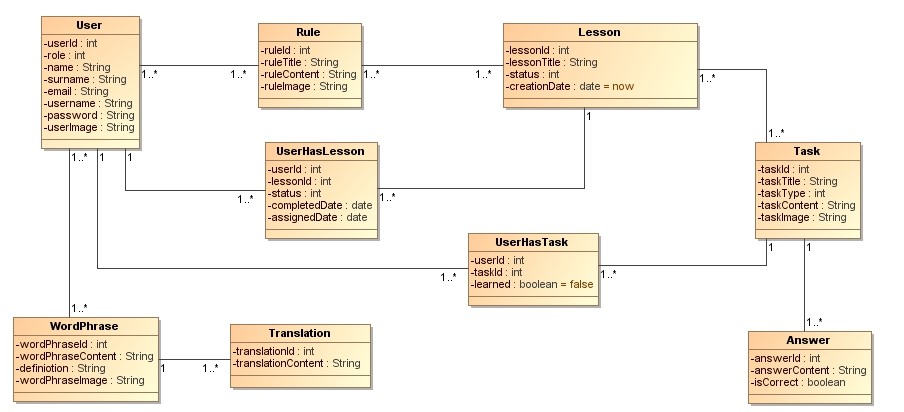 User
-userId : int
-role : int
-name : String
-surname : String
-email : String
-username : String
-password : String
-userImage : String
1..*
1..*
Rule
-ruleId : int
-ruleTitle : String
-ruleContent : String
-ruleImage : String
1..*
1..*
Lesson
-lessonId : int
-lessonTitle : String
-status : int
-creationDate : date = now
1..*
1..*
1
1..*
1
1
UserHasLesson
-userId : int
-lessonId : int
-status : int
-completedDate : date
-assignedDate : date
1..*
1..*
Task
-taskId : int
-taskTitle : String
-taskType : int
-taskContent : String
-taskImage : String
1
1
UserHasTask
-userId : int
-taskId : int
-learned : boolean = false
1..*
1..*
1..*
WordPhrase
-wordPhraseId : int
-wordPhraseContent : String
-definiotion : String
-wordPhraseImage : String
1
1..*
Translation
-translationId : int
-translationContent : String
1..*
Answer
-answerId : int
-answerContent : String
-isCorrect : boolean